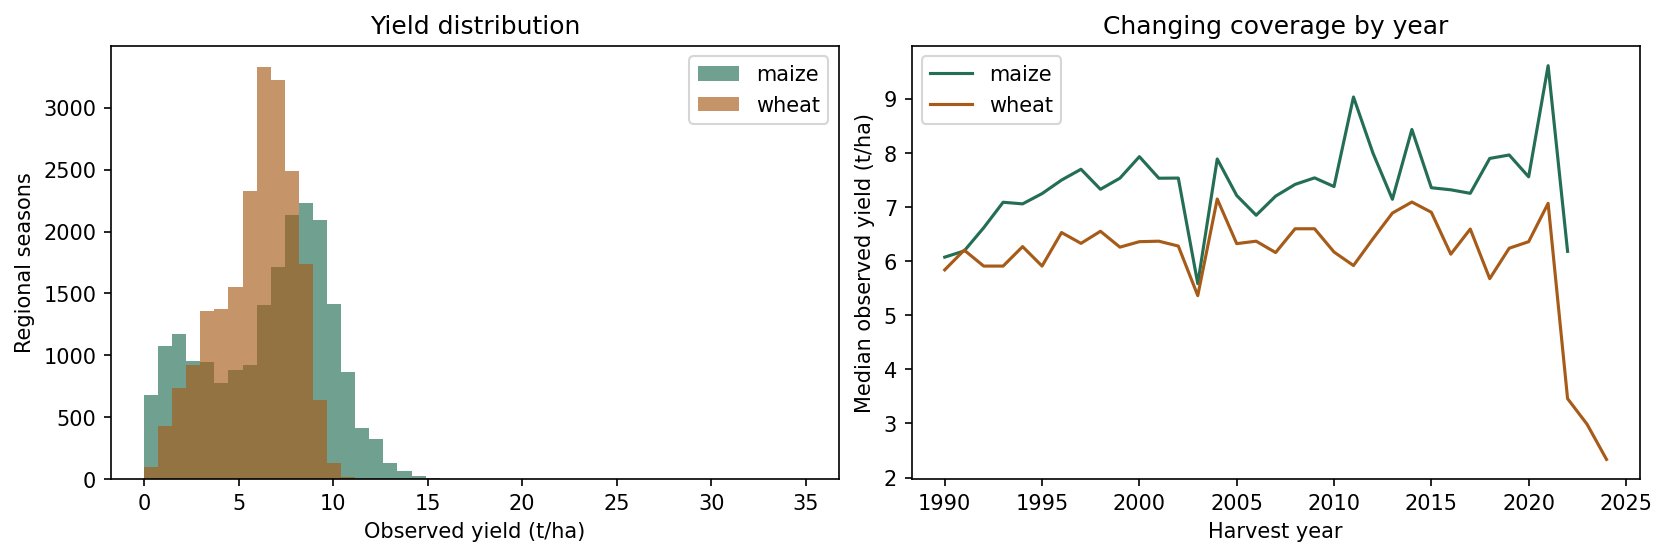 Yield distribution
maize
wheat
3000
2500
2000
1500
1000
500
0
Regional seasons
0 5 10 15 20 25 30 35
Observed yield (t/ha)
Changing coverage by year
maize
wheat
9
8
7
6
5
4
3
2
Median observed yield (t/ha)
1990 1995 2000 2005 2010 2015 2020 2025
Harvest year